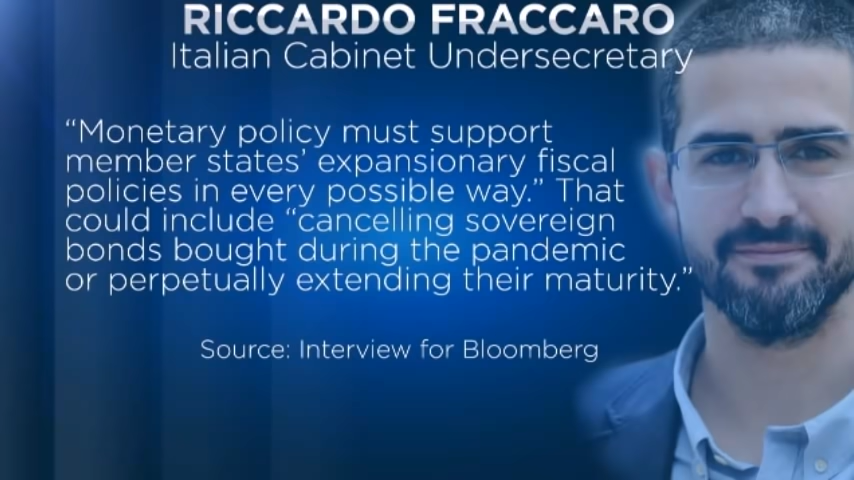 RICCARDO FRACCARO
Italian Cabinet Undersecretary
“Monetary policy must support
member states’ expansionary fiscal
policies in every possible way.” That
could include “cancelling sovereign
bonds bought during the pandemic
or perpetually extending their maturity.”
Source: Interview for Bloomberg